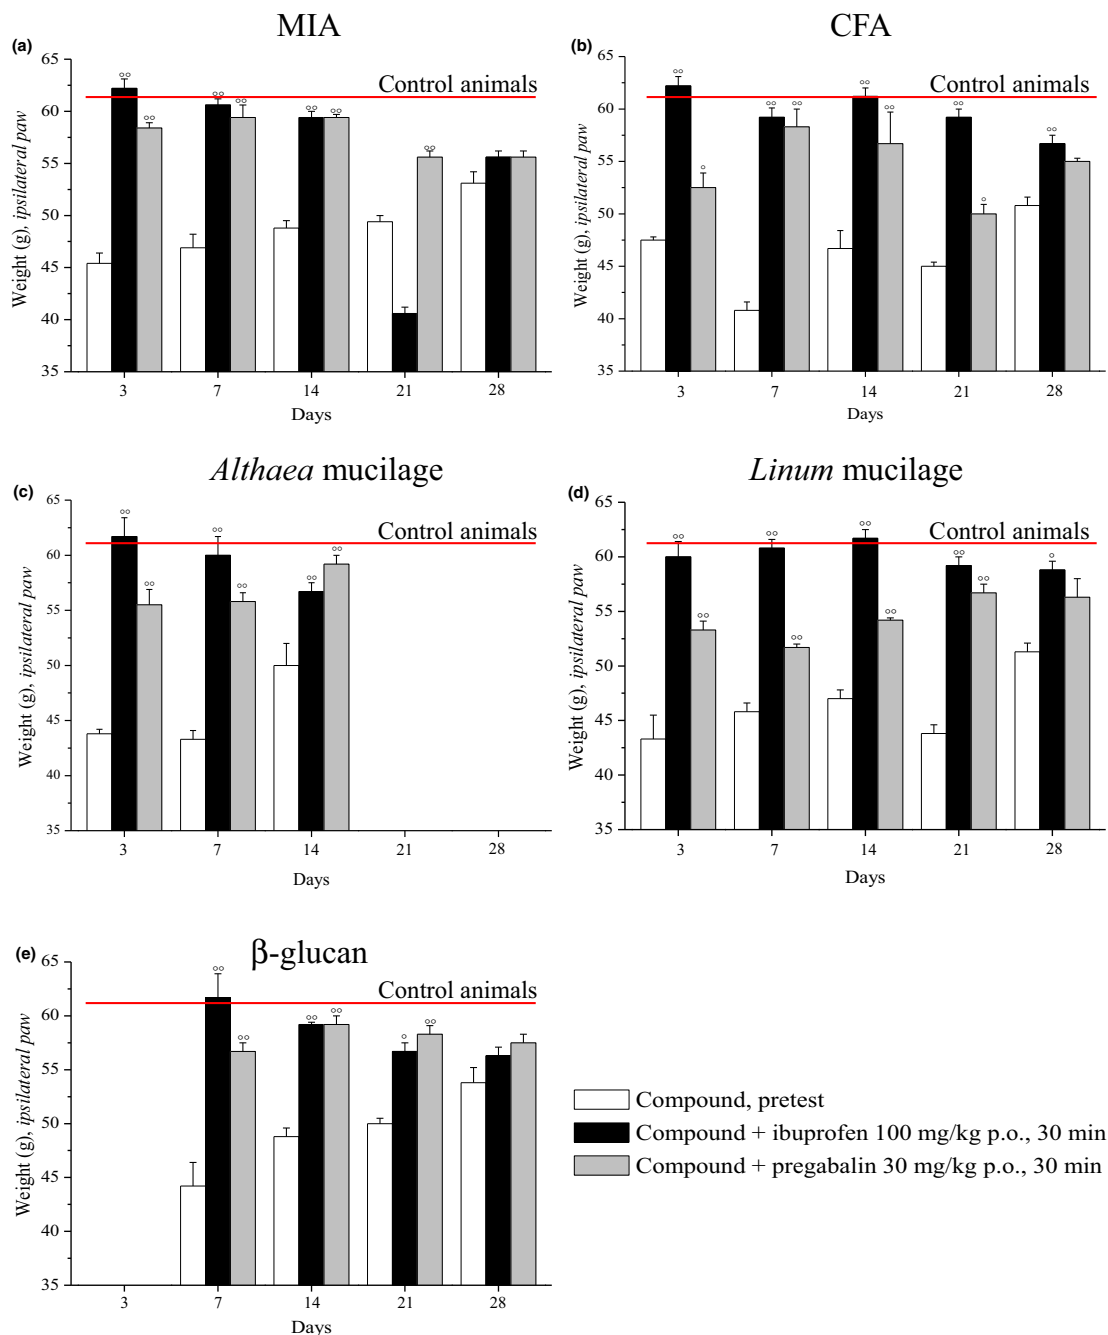 MIA
(a)
65
60
55
50
45
40
35
Weight (g), ipsilateral paw
Control animals
°°
°°
°°
°°
°°
°°
°°
3 7 14 21 28
Days
CFA
(b)
65
60
55
50
45
40
35
Weight (g), ipsilateral paw
Control animals
°°
°
°°
°°
°°
°°
°°
°
°°
3 7 14 21 28
Days
Althaea mucilage
(c)
65
60
55
50
45
40
35
Weight (g), ipsilateral paw
Control animals
°°
°°
°°
°°
°°
°°
3 7 14 21 28
Days
Linum mucilage
(d)
65
60
55
50
45
40
35
Weight (g), ipsilateral paw
Control animals
°°
°°
°°
°°
°°
°°
°°
°°
°
3 7 14 21 28
Days
β-glucan
(e)
65
60
55
50
45
40
35
Weight (g), ipsilateral paw
Control animals
°°
°°
°°
°°
°
°°
3 7 14 21 28
Days
Compound, pretest
Compound + ibuprofen 100 mg/kg p.o., 30 min
Compound + pregabalin 30 mg/kg p.o., 30 min